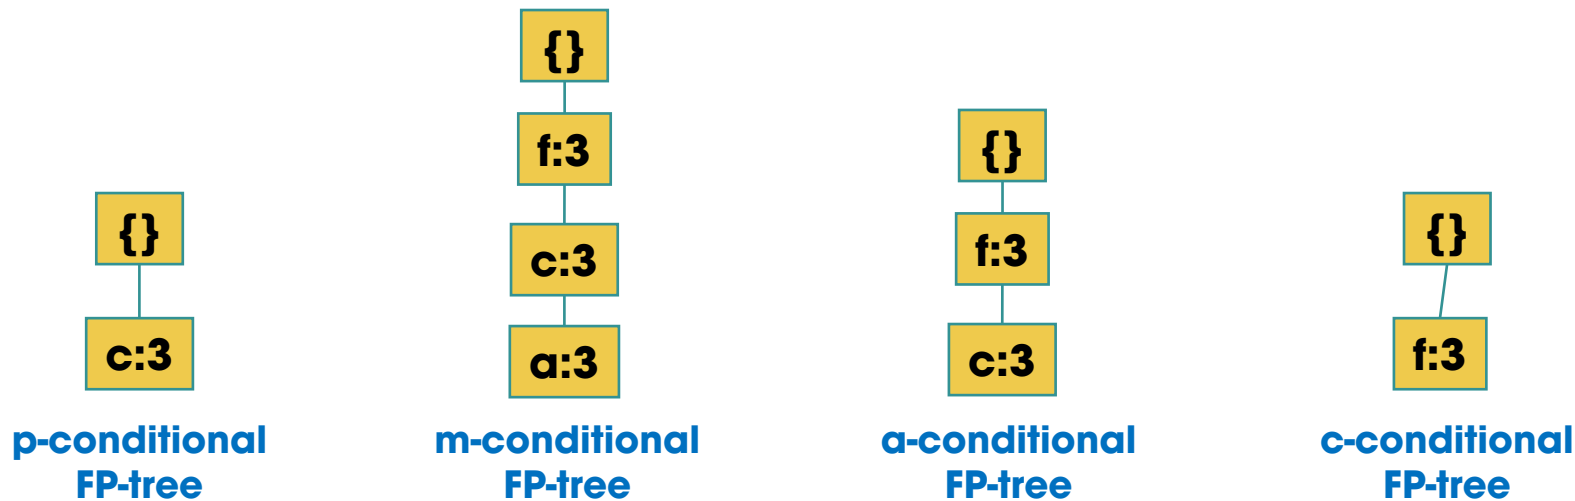 {}
c:3
p-conditional
FP-tree
{}
f:3
c:3
a:3
m-conditional
FP-tree
{}
f:3
c:3
a-conditional
FP-tree
{}
f:3
c-conditional
FP-tree